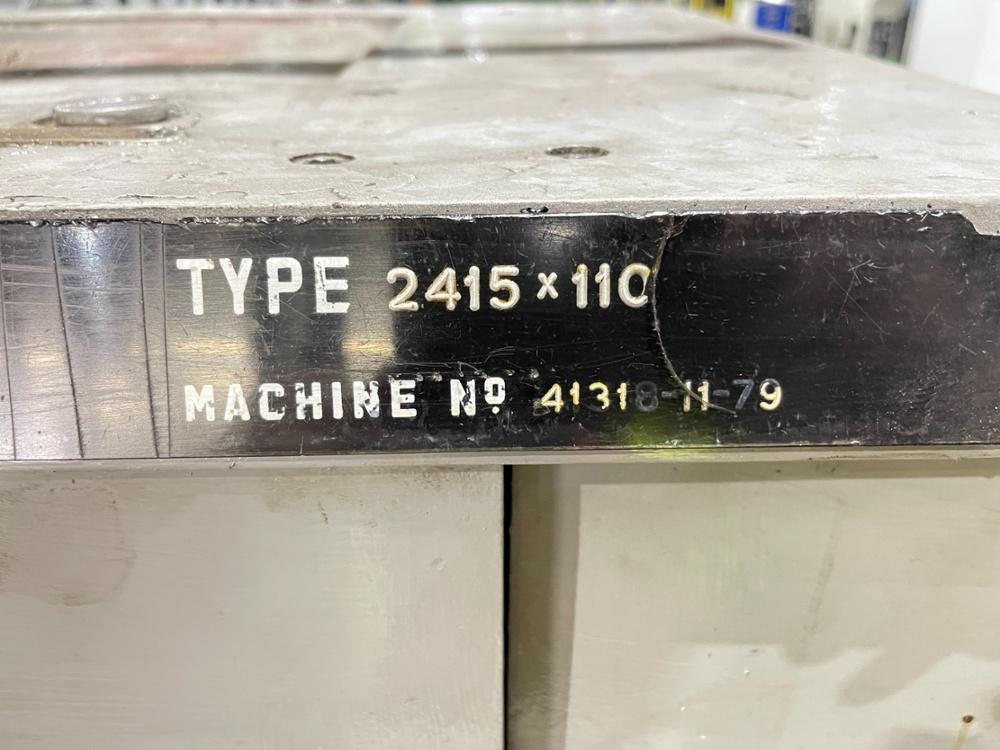 TYPE 2415 x 110
MACHINE Nº 41318-11-79